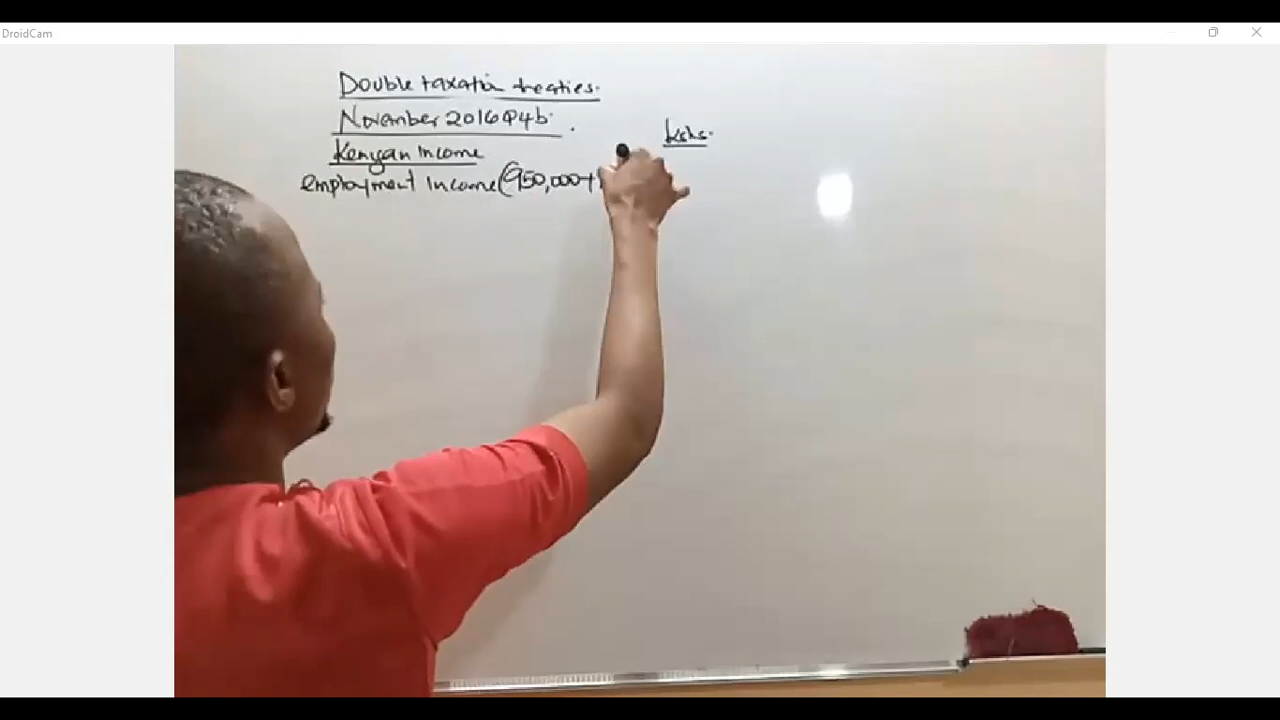 DroidCam
Double taxation treaties.
November 2016 Q4b.
Kshs.
Kenyan Income
employment Income (950,000+